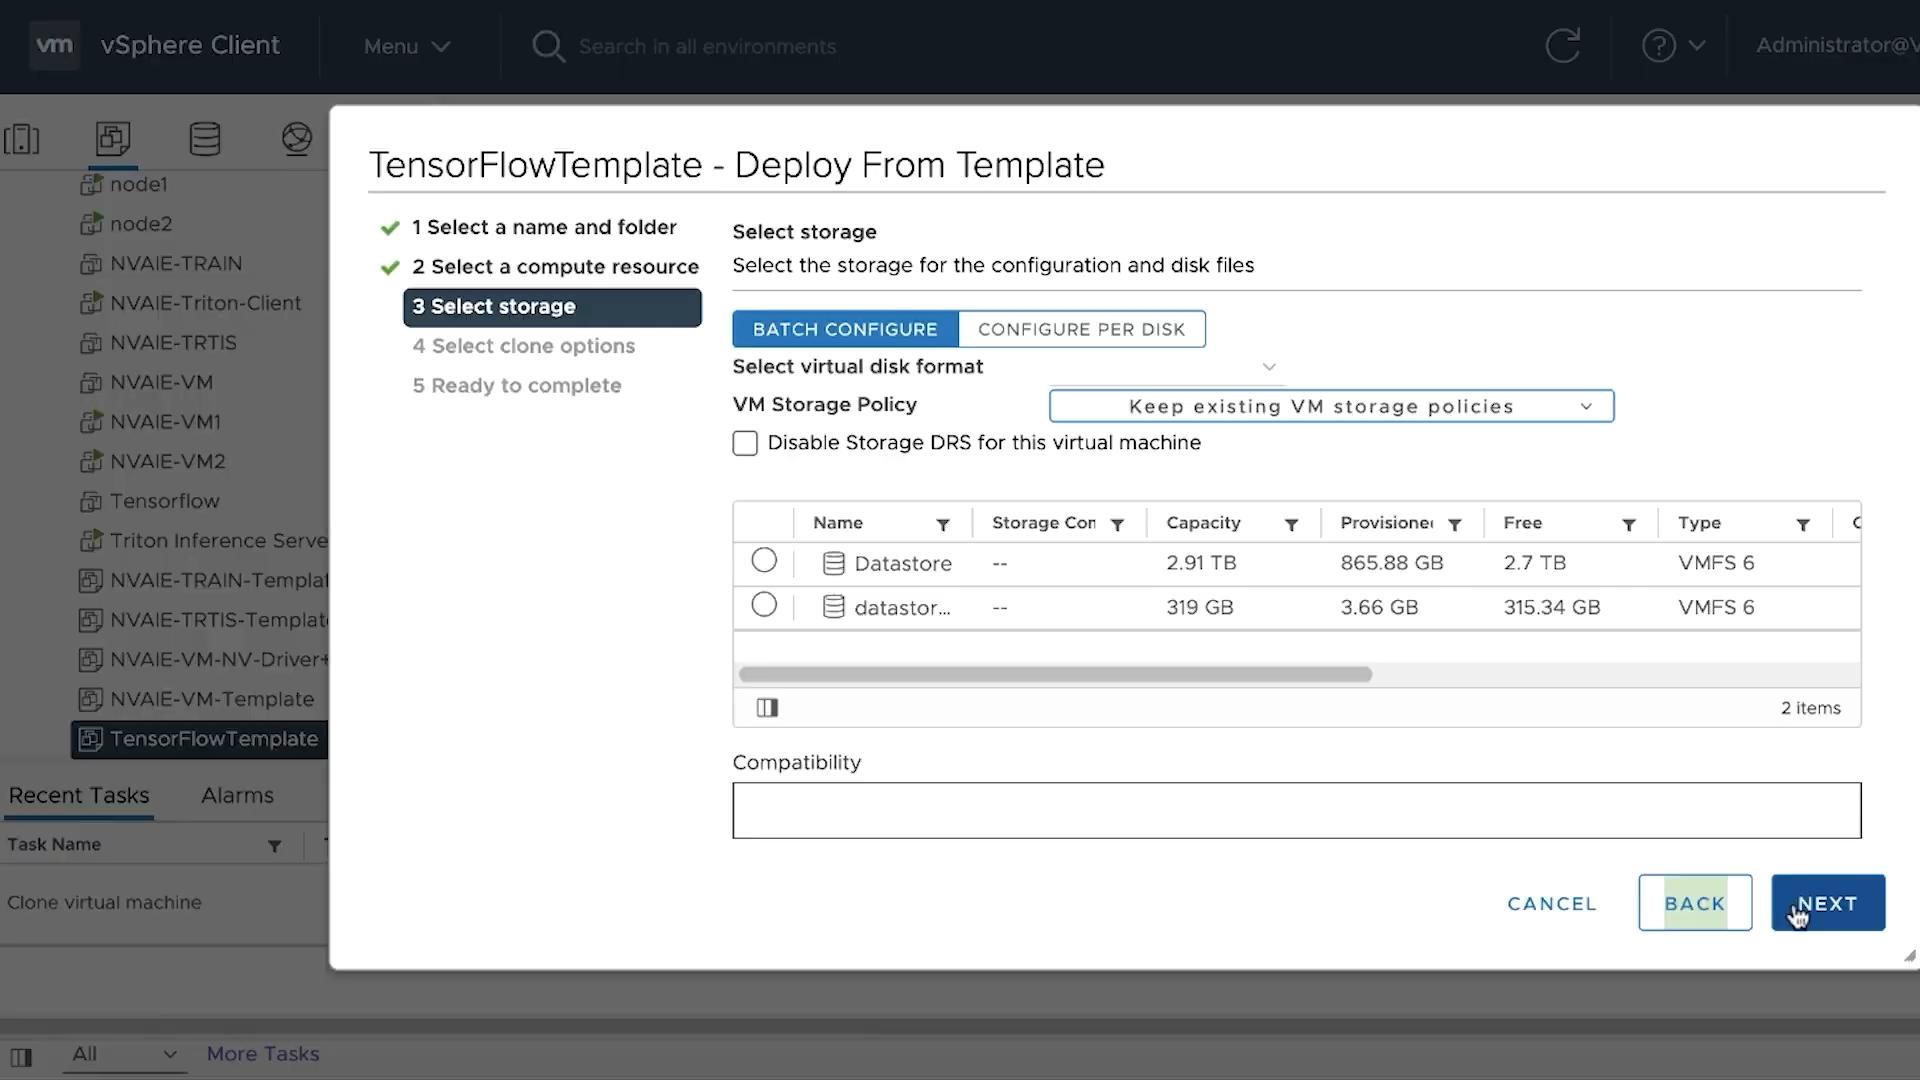 vm vSphere Client Menu Search in all environments Administrator@V
TensorFlowTemplate - Deploy From Template
node1
node2
NVAIE-TRAIN
NVAIE-Triton-Client
NVAIE-TRTIS
NVAIE-VM
NVAIE-VM1
NVAIE-VM2
Tensorflow
Triton Inference Serve
NVAIE-TRAIN-Templat
NVAIE-TRTIS-Template
NVAIE-VM-NV-Driver+
NVAIE-VM-Template
TensorFlowTemplate
1 Select a name and folder
2 Select a compute resource
3 Select storage
4 Select clone options
5 Ready to complete
Select storage
Select the storage for the configuration and disk files
BATCH CONFIGURE CONFIGURE PER DISK
Select virtual disk format
VM Storage Policy Keep existing VM storage policies
Disable Storage DRS for this virtual machine
Name Storage Con Capacity Provisioned Free Type
Datastore -- 2.91 TB 865.88 GB 2.7 TB VMFS 6
datastor... -- 319 GB 3.66 GB 315.34 GB VMFS 6
2 items
Compatibility
CANCEL BACK NEXT
Recent Tasks Alarms
Task Name
Clone virtual machine
All More Tasks